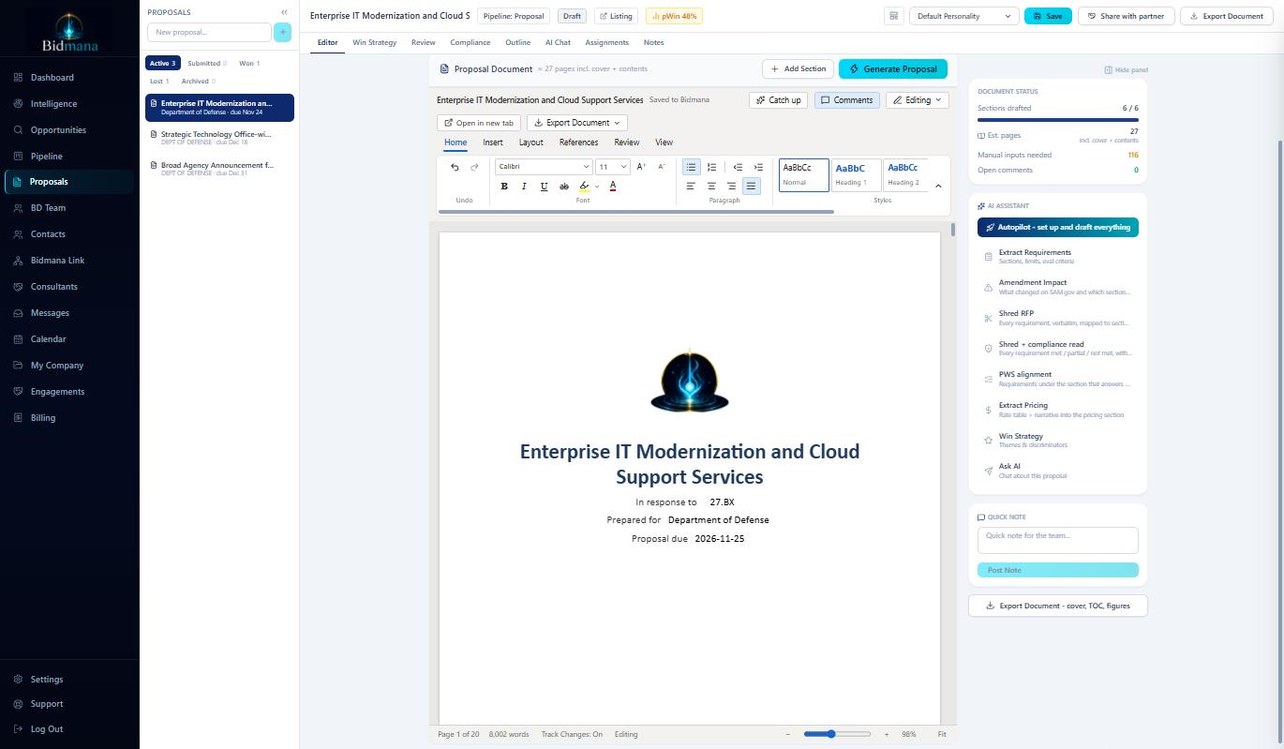 Bidmana
Dashboard
Intelligence
Opportunities
Pipeline
Proposals
BD Team
Contacts
Bidmana Link
Consultants
Messages
Calendar
My Company
Engagements
Billing
Settings
Support
Log Out
PROPOSALS
New proposal...
+
Active 3 Submitted 0 Won 1
Lost 1 Archived 0
Enterprise IT Modernization an...
Department of Defense · due Nov 24
Strategic Technology Office-wi...
DEPT OF DEFENSE · due Dec 18
Broad Agency Announcement f...
DEPT OF DEFENSE · due Dec 31
Enterprise IT Modernization and Cloud S
Pipeline: Proposal
Draft
Listing
pWin 48%
Default Personality
Save
Share with partner
Export Document
Editor Win Strategy Review Compliance Outline AI Chat Assignments Notes
Proposal Document ≈ 27 pages incl. cover + contents
Add Section
Generate Proposal
Enterprise IT Modernization and Cloud Support Services Saved to Bidmana
Catch up
Comments
Editing
Open in new tab
Export Document
Home Insert Layout References Review View
Calibri 11 A+ A-
B I U ab A
Undo Font Paragraph Styles
AaBbCc
Normal
AaBbC
Heading 1
AaBbCc
Heading 2
Enterprise IT Modernization and Cloud
Support Services
In response to 27.BX
Prepared for Department of Defense
Proposal due 2026-11-25
Page 1 of 20 8,002 words Track Changes: On Editing
− + 98% Fit
Hide panel
DOCUMENT STATUS
Sections drafted 6 / 6
Est. pages 27
incl. cover + contents
Manual inputs needed 116
Open comments 0
AI ASSISTANT
Autopilot - set up and draft everything
Extract Requirements
Sections, limits, eval criteria
Amendment Impact
What changed on SAM.gov and which section...
Shred RFP
Every requirement, verbatim, mapped to secti...
Shred + compliance read
Every requirement met / partial / not met, with...
PWS alignment
Requirements under the section that answers ...
Extract Pricing
Rate table + narrative into the pricing section
Win Strategy
Themes & discriminators
Ask AI
Chat about this proposal
QUICK NOTE
Quick note for the team...
Post Note
Export Document - cover, TOC, figures